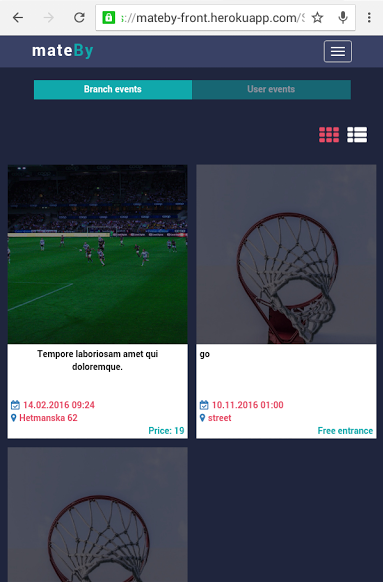 ://mateby-front.herokuapp.com/
mateBy
Branch events
User events
Tempore laboriosam amet qui
doloremque.
14.02.2016 09:24
Hetmanska 62
Price: 19
go
10.11.2016 01:00
street
Free entrance